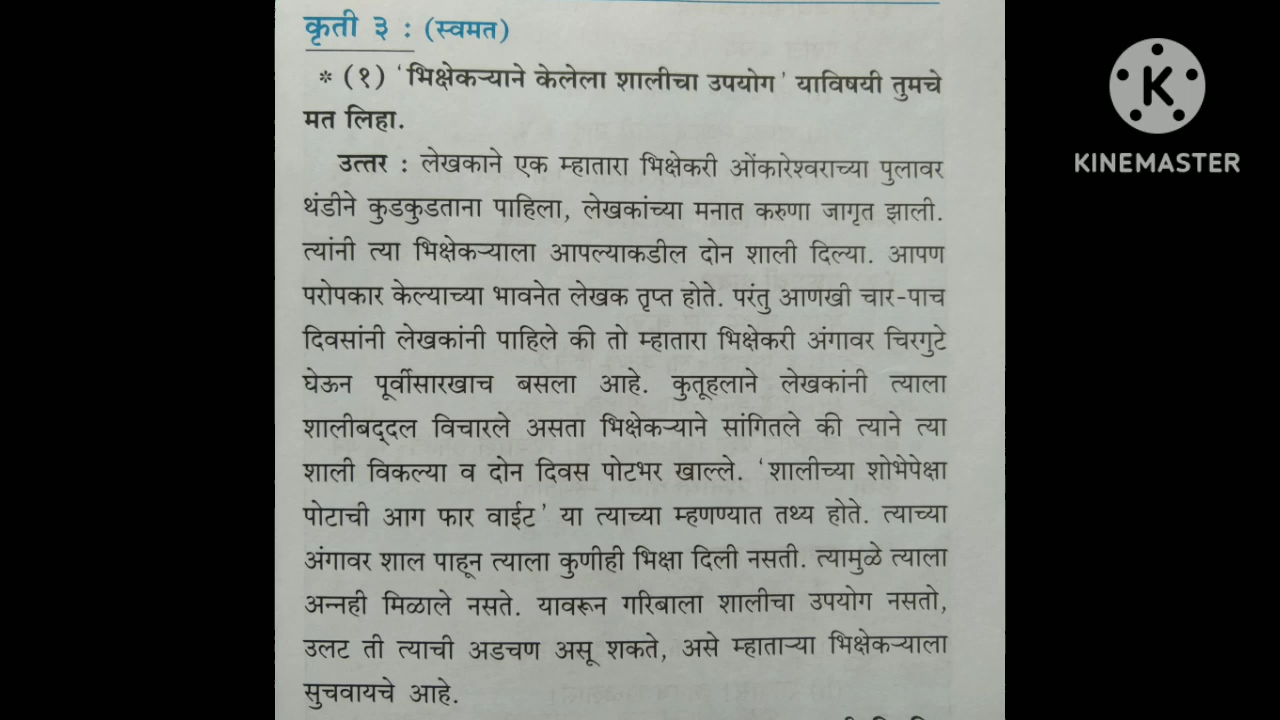 कृती ३ : (स्वमत)
* (१) 'भिक्षेकऱ्याने केलेला शालीचा उपयोग' याविषयी तुमचे
मत लिहा.
उत्तर : लेखकाने एक म्हातारा भिक्षेकरी ओंकारेश्वराच्या पुलावर
थंडीने कुडकुडताना पाहिला, लेखकांच्या मनात करुणा जागृत झाली.
त्यांनी त्या भिक्षेकऱ्याला आपल्याकडील दोन शाली दिल्या. आपण
परोपकार केल्याच्या भावनेत लेखक तृप्त होते. परंतु आणखी चार-पाच
दिवसांनी लेखकांनी पाहिले की तो म्हातारा भिक्षेकरी अंगावर चिरगुटे
घेऊन पूर्वीसारखाच बसला आहे. कुतूहलाने लेखकांनी त्याला
शालीबद्दल विचारले असता भिक्षेकऱ्याने सांगितले की त्याने त्या
शाली विकल्या व दोन दिवस पोटभर खाल्ले. 'शालीच्या शोभेपेक्षा
पोटाची आग फार वाईट' या त्याच्या म्हणण्यात तथ्य होते. त्याच्या
अंगावर शाल पाहून त्याला कुणीही भिक्षा दिली नसती. त्यामुळे त्याला
अन्नही मिळाले नसते. यावरून गरिबाला शालीचा उपयोग नसतो,
उलट ती त्याची अडचण असू शकते, असे म्हाताऱ्या भिक्षेकऱ्याला
सुचवायचे आहे.
K
KINEMASTER